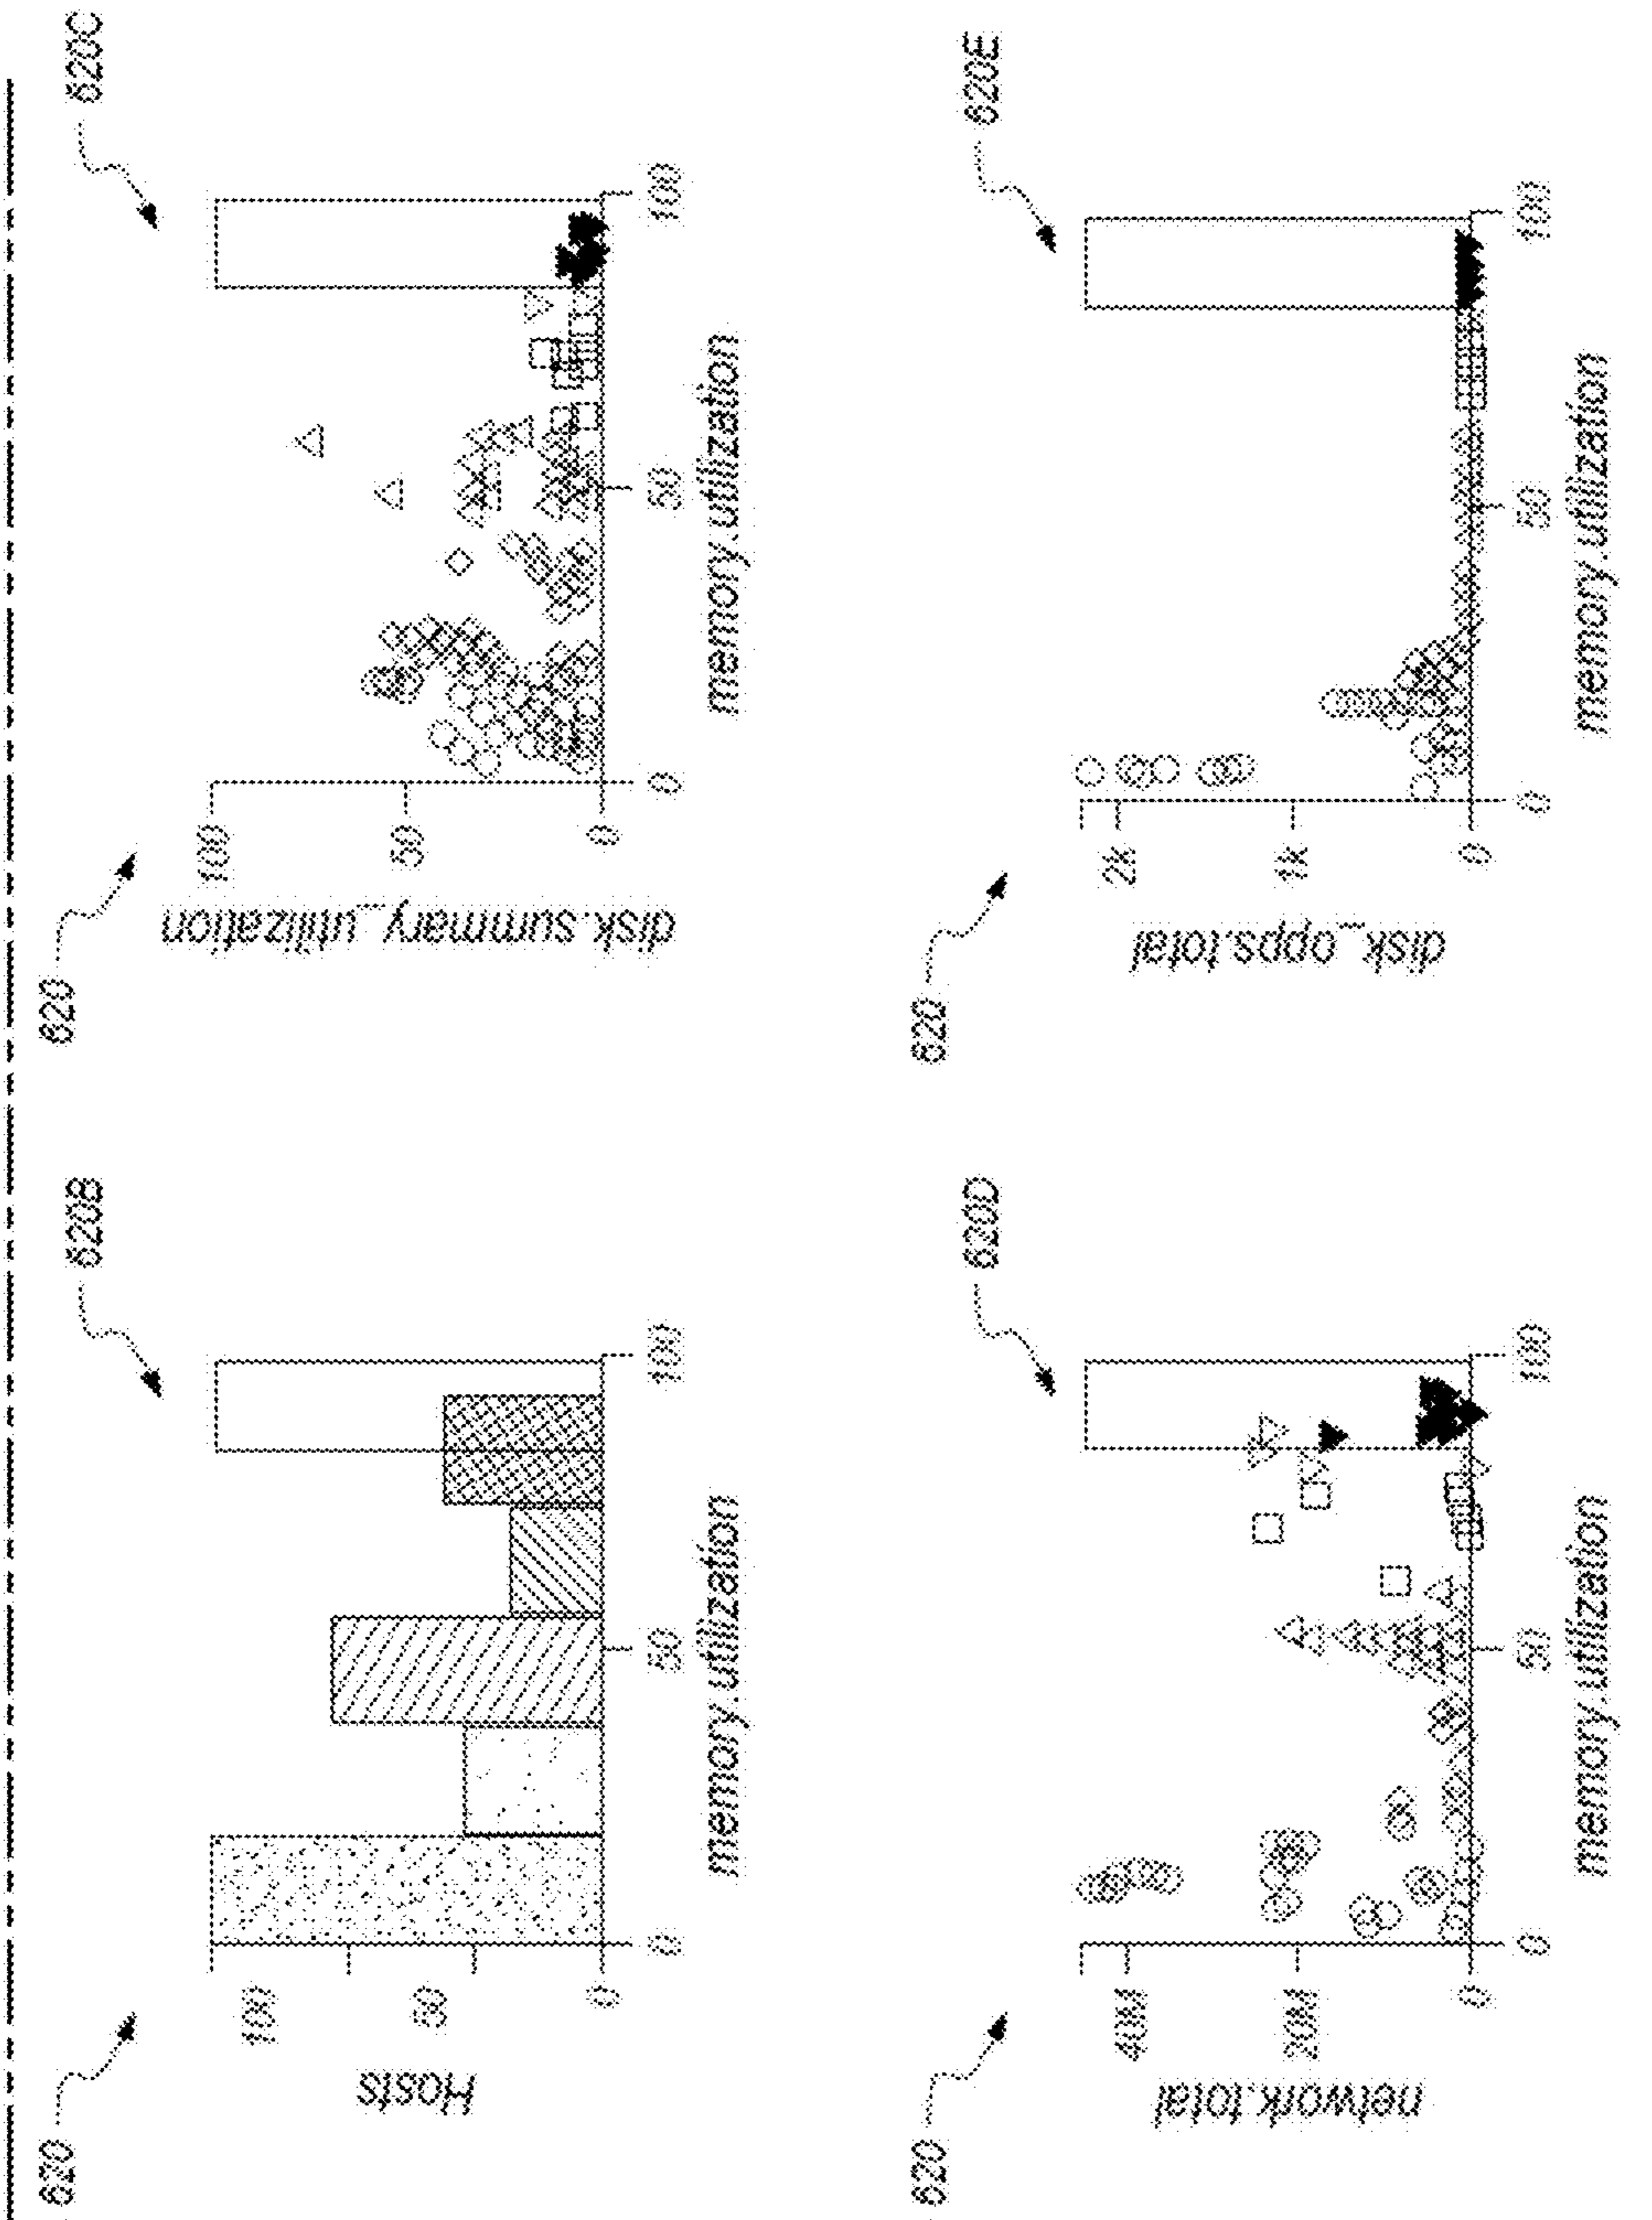 620
620B
Hosts
100
50
0
0
50
100
memory.utilization
620
620C
disk.summary_utilization
100
50
0
0
50
100
memory.utilization
620
620D
network.total
40M
20M
0
0
50
100
memory.utilization
620
620E
disk_opps.total
2k
1k
0
0
50
100
memory.utilization